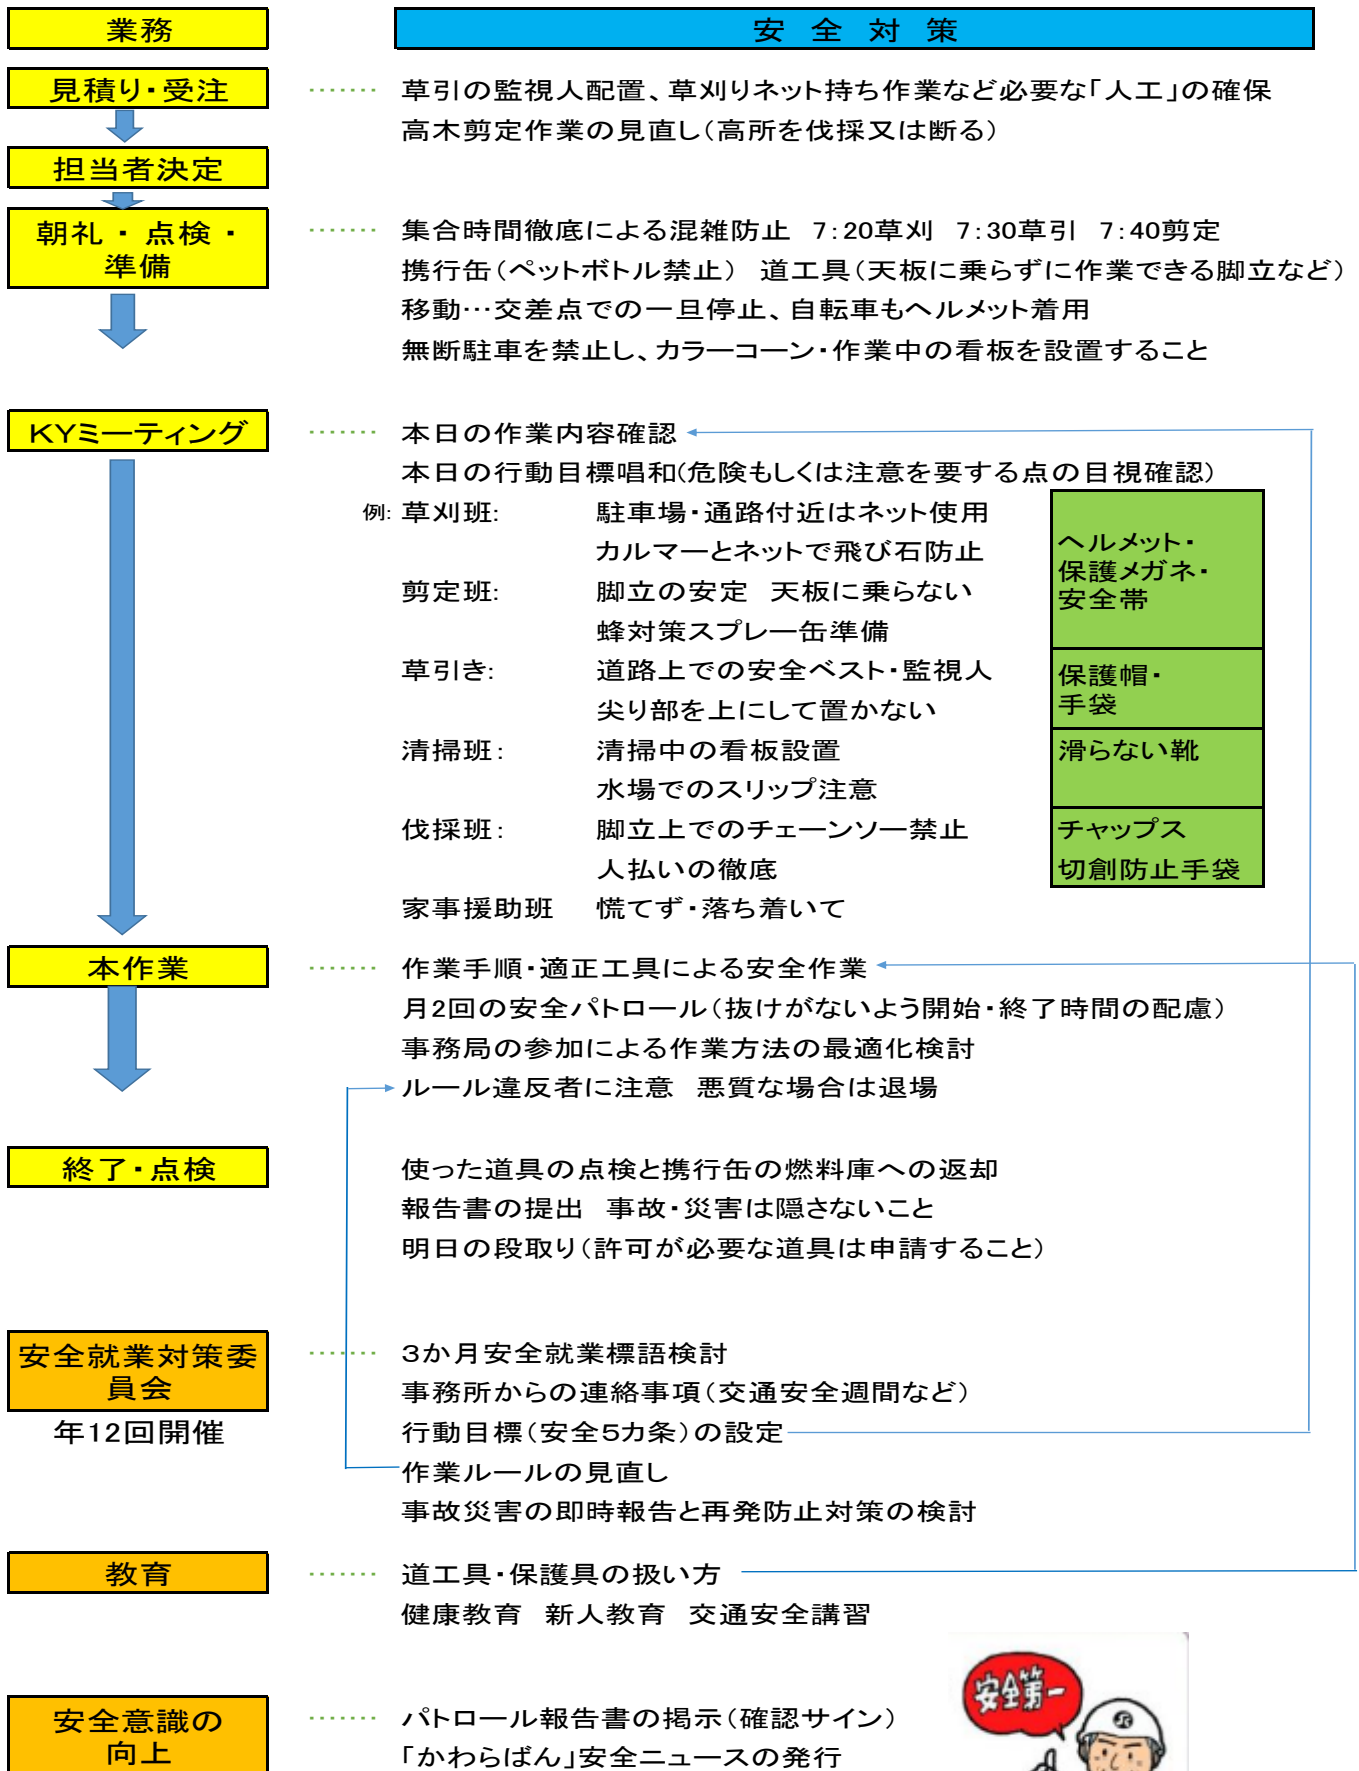 業務
安 全 対 策
見積り・受注
草引の監視人配置、草刈りネット持ち作業など必要な「人工」の確保
高木剪定作業の見直し（高所を伐採又は断る）
担当者決定
朝礼 ・ 点検 ・
準備
集合時間徹底による混雑防止 7：20草刈 7：30草引 7：40剪定
携行缶（ペットボトル禁止） 道工具（天板に乗らずに作業できる脚立など）
移動…交差点での一旦停止、自転車もヘルメット着用
無断駐車を禁止し、カラーコーン・作業中の看板を設置すること
KYミーティング
本日の作業内容確認
本日の行動目標唱和(危険もしくは注意を要する点の目視確認）
例: 草刈班: 駐車場・通路付近はネット使用
カルマーとネットで飛び石防止
ヘルメット・
保護メガネ・
安全帯
剪定班: 脚立の安定 天板に乗らない
蜂対策スプレー缶準備
草引き: 道路上での安全ベスト・監視人
尖り部を上にして置かない
保護帽・
手袋
清掃班： 清掃中の看板設置
水場でのスリップ注意
滑らない靴
伐採班： 脚立上でのチェーンソー禁止
人払いの徹底
チャップス
切創防止手袋
家事援助班 慌てず・落ち着いて
本作業
作業手順・適正工具による安全作業
月2回の安全パトロール（抜けがないよう開始・終了時間の配慮）
事務局の参加による作業方法の最適化検討
ルール違反者に注意 悪質な場合は退場
終了・点検
使った道具の点検と携行缶の燃料庫への返却
報告書の提出 事故・災害は隠さないこと
明日の段取り（許可が必要な道具は申請すること）
安全就業対策委
員会
年12回開催
3か月安全就業標語検討
事務所からの連絡事項（交通安全週間など）
行動目標（安全5カ条）の設定
作業ルールの見直し
事故災害の即時報告と再発防止対策の検討
教育
道工具・保護具の扱い方
健康教育 新人教育 交通安全講習
安全意識の
向上
パトロール報告書の掲示（確認サイン）
「かわらばん」安全ニュースの発行
安全第一